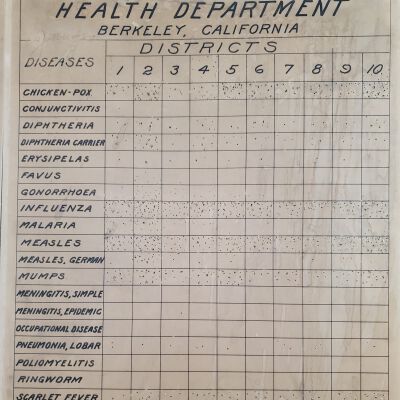 HEALTH DEPARTMENT
BERKELEY, CALIFORNIA
DISTRICTS
DISEASES 1 2 3 4 5 6 7 8 9 10
CHICKEN-POX
CONJUNCTIVITIS
DIPHTHERIA
DIPHTHERIA CARRIER
ERYSIPELAS
FAVUS
GONORRHOEA
INFLUENZA
MALARIA
MEASLES
MEASLES, GERMAN
MUMPS
MENINGITIS, SIMPLE
MENINGITIS, EPIDEMIC
OCCUPATIONAL DISEASE
PNEUMONIA, LOBAR
POLIOMYELITIS
RINGWORM
SCARLET FEVER